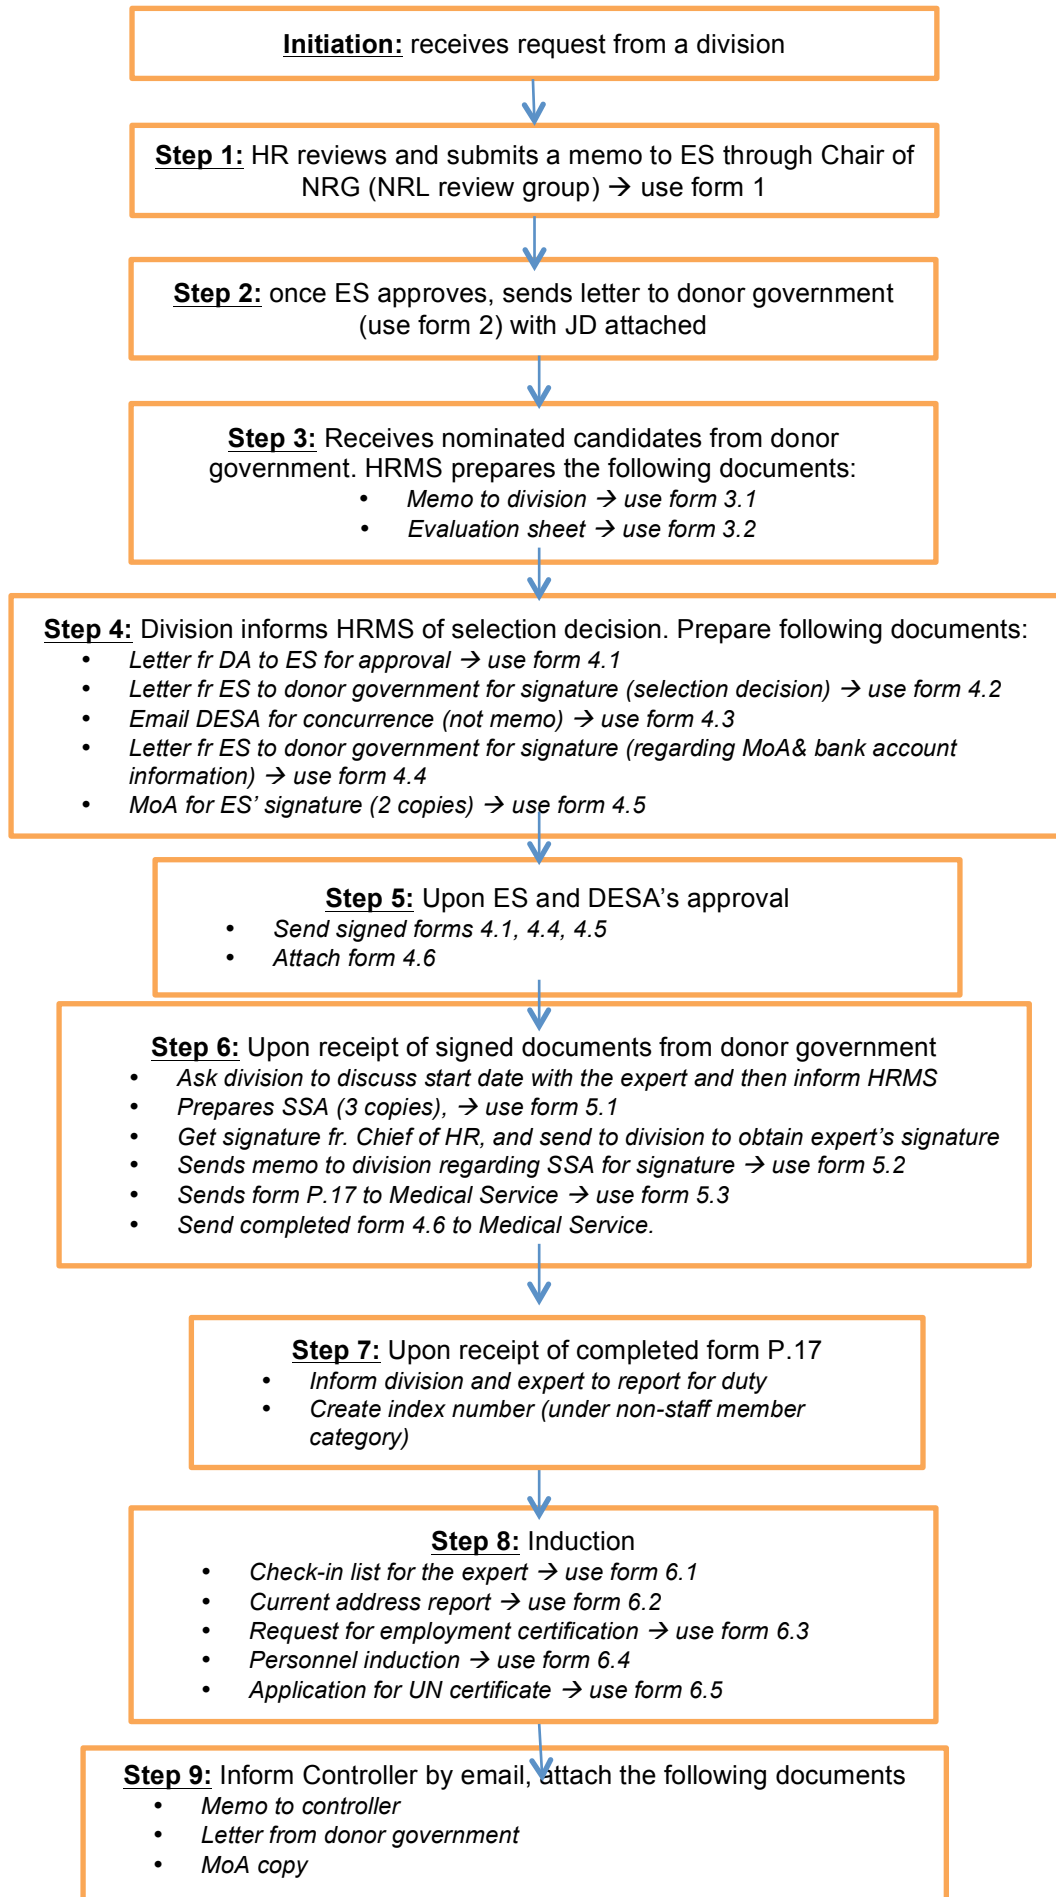 Initiation: receives request from a division
Step 1: HR reviews and submits a memo to ES through Chair of
NRG (NRL review group) → use form 1
Step 2: once ES approves, sends letter to donor government
(use form 2) with JD attached
Step 3: Receives nominated candidates from donor
government. HRMS prepares the following documents:
• Memo to division → use form 3.1
• Evaluation sheet → use form 3.2
Step 4: Division informs HRMS of selection decision. Prepare following documents:
• Letter fr DA to ES for approval → use form 4.1
• Letter fr ES to donor government for signature (selection decision) → use form 4.2
• Email DESA for concurrence (not memo) → use form 4.3
• Letter fr ES to donor government for signature (regarding MoA& bank account
information) → use form 4.4
• MoA for ES’ signature (2 copies) → use form 4.5
Step 5: Upon ES and DESA’s approval
• Send signed forms 4.1, 4.4, 4.5
• Attach form 4.6
Step 6: Upon receipt of signed documents from donor government
• Ask division to discuss start date with the expert and then inform HRMS
• Prepares SSA (3 copies), → use form 5.1
• Get signature fr. Chief of HR, and send to division to obtain expert’s signature
• Sends memo to division regarding SSA for signature → use form 5.2
• Sends form P.17 to Medical Service → use form 5.3
• Send completed form 4.6 to Medical Service.
Step 7: Upon receipt of completed form P.17
• Inform division and expert to report for duty
• Create index number (under non-staff member
category)
Step 8: Induction
• Check-in list for the expert → use form 6.1
• Current address report → use form 6.2
• Request for employment certification → use form 6.3
• Personnel induction → use form 6.4
• Application for UN certificate → use form 6.5
Step 9: Inform Controller by email, attach the following documents
• Memo to controller
• Letter from donor government
• MoA copy